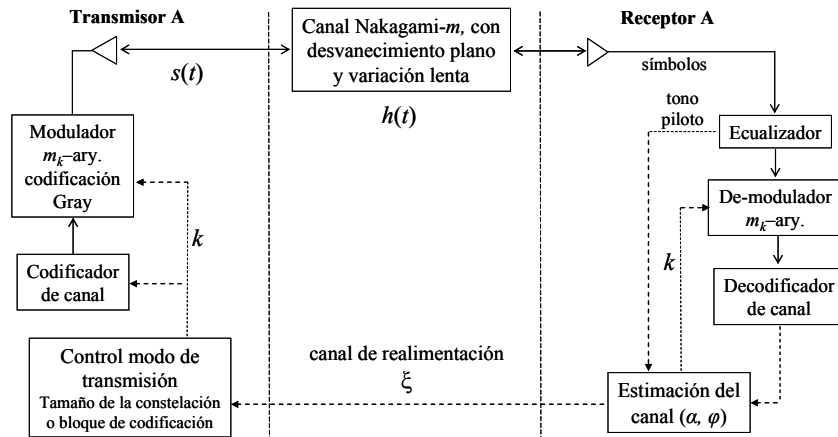 Transmisor A
Canal Nakagami-m, con
desvanecimiento plano
y variación lenta
Receptor A
s(t)
h(t)
símbolos
tono
piloto
Ecualizador
Modulador
mk–ary.
codificación
Gray
De-modulador
mk–ary.
k
k
Codificador
de canal
Decodificador
de canal
Control modo de
transmisión
Tamaño de la constelación
o bloque de codificación
canal de realimentación
ξ
Estimación del
canal (α, φ)